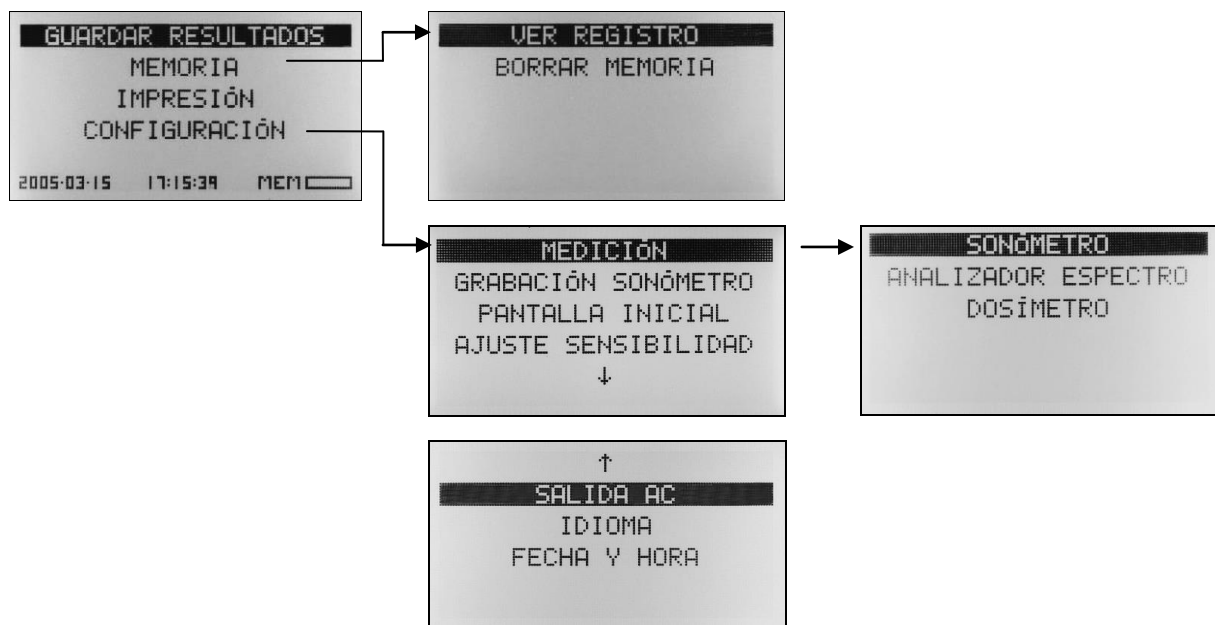 GUARDAR RESULTADOS
MEMORIA
IMPRESIÓN
CONFIGURACIÓN
2005-03-15 17:15:39 MEM
VER REGISTRO
BORRAR MEMORIA
MEDICIÓN
GRABACIÓN SONÓMETRO
PANTALLA INICIAL
AJUSTE SENSIBILIDAD
↓
SONÓMETRO
ANALIZADOR ESPECTRO
DOSÍMETRO
↑
SALIDA AC
IDIOMA
FECHA Y HORA